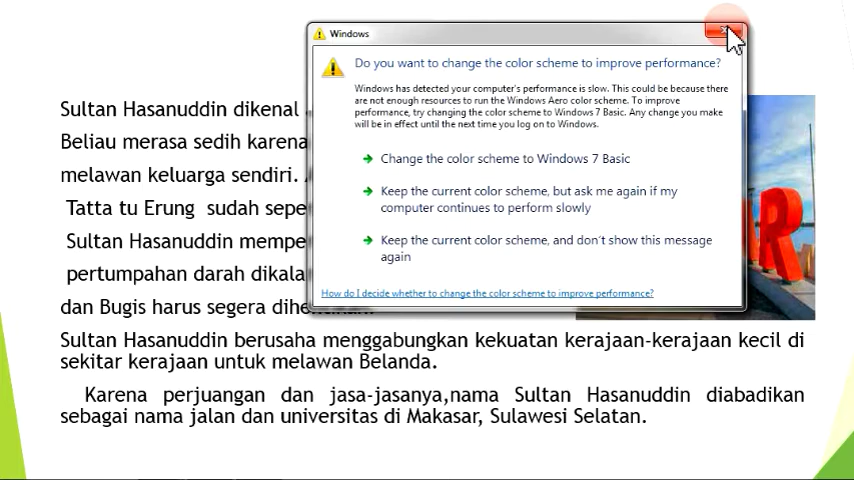 Windows
Do you want to change the color scheme to improve performance?
Windows has detected your computer's performance is slow. This could be because there
are not enough resources to run the Windows Aero color scheme. To improve
performance, try changing the color scheme to Windows 7 Basic. Any change you make
will be in effect until the next time you log on to Windows.
Change the color scheme to Windows 7 Basic
Keep the current color scheme, but ask me again if my
computer continues to perform slowly
Keep the current color scheme, and don't show this message
again
How do I decide whether to change the color scheme to improve performance?
Sultan Hasanuddin dikenal
Beliau merasa sedih karena
melawan keluarga sendiri.
Tatta tu Erung sudah
Sultan Hasanuddin
pertumpahan darah
dan Bugis harus segera
Sultan Hasanuddin berusaha menggabungkan kekuatan kerajaan-kerajaan kecil di
sekitar kerajaan untuk melawan Belanda.
Karena perjuangan dan jasa-jasanya,nama Sultan Hasanuddin diabadikan
sebagai nama jalan dan universitas di Makasar, Sulawesi Selatan.
R